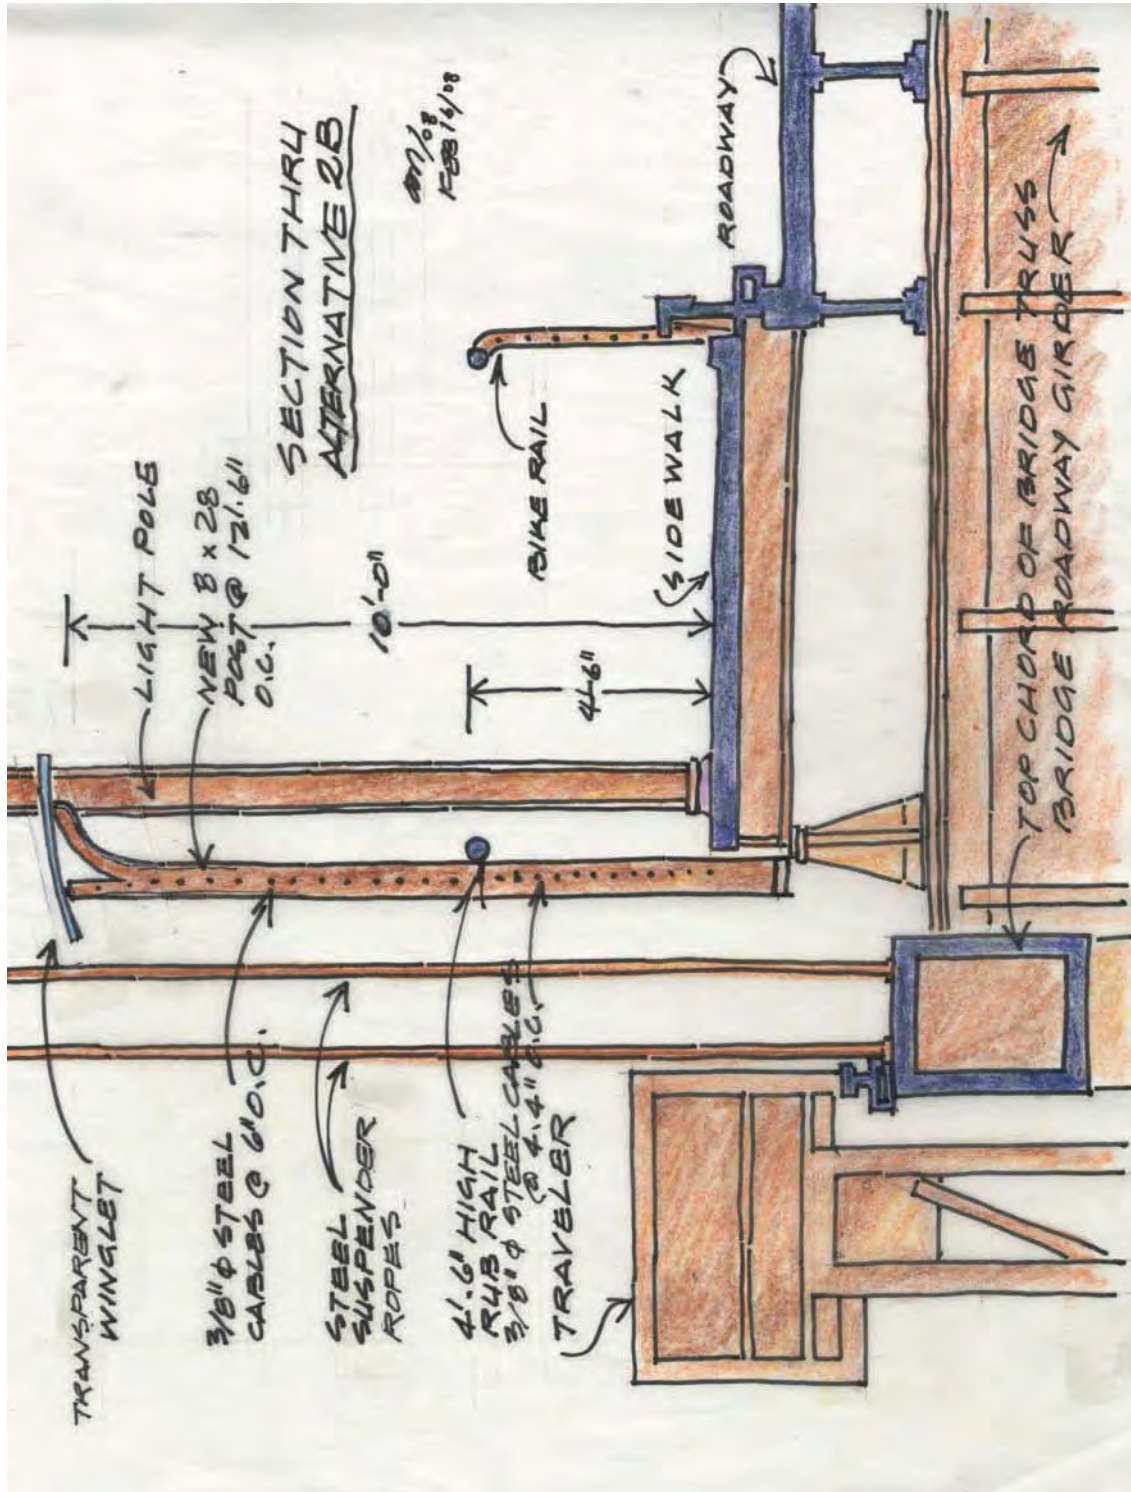 TRANSPARENT
WINGLET
3/8" φ STEEL
CABLES @ 6" O.C.
STEEL
SUSPENDER
ROPES
4'.6" HIGH
RUB RAIL
3/8" φ STEEL CABLES
@ 4.4" O.C.
TRAVELER
LIGHT POLE
NEW 8 x 28
POST @ 12'.6"
O.C.
10'-0"
4'-6"
SECTION THRU
ALTERNATIVE 2B
FEB 16/08
BIKE RAIL
SIDEWALK
ROADWAY
TOP CHORD OF BRIDGE TRUSS
BRIDGE ROADWAY GIRDER